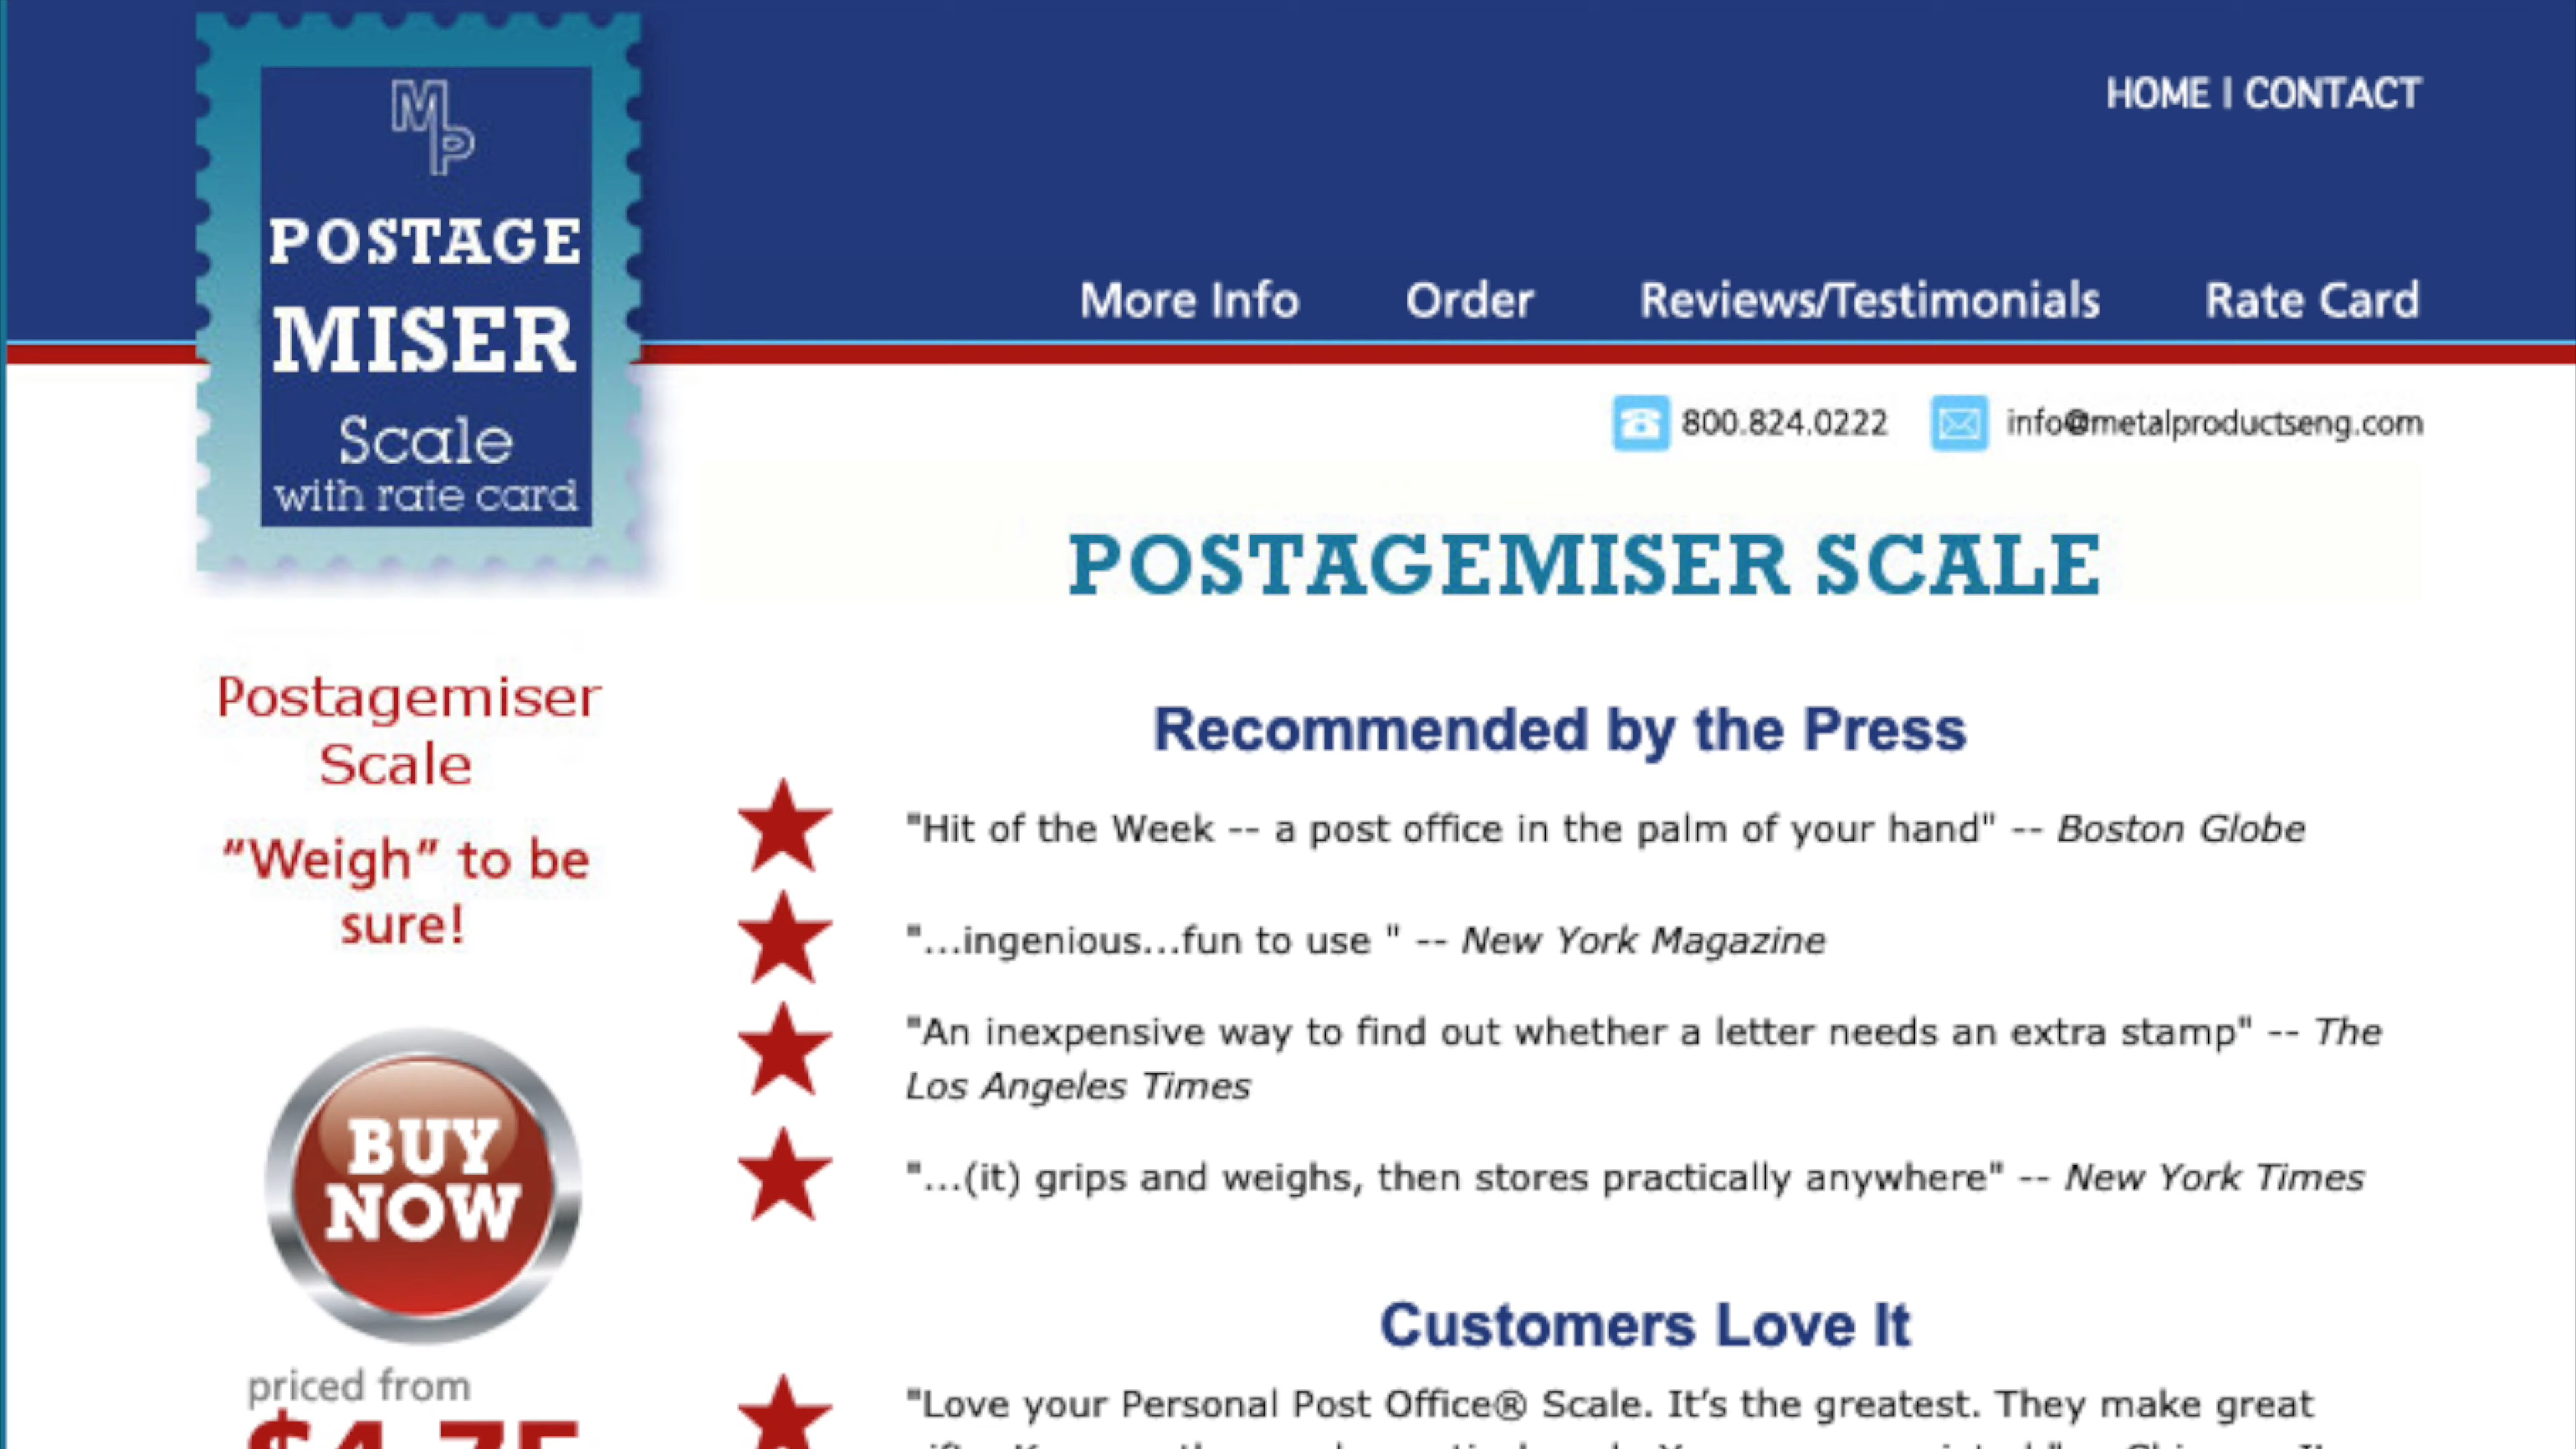 MP
POSTAGE
MISER
Scale
with rate card
HOME | CONTACT
More Info Order Reviews/Testimonials Rate Card
800.824.0222 info@metalproductseng.com
POSTAGEMISER SCALE
Postagemiser
Scale
“Weigh” to be
sure!
BUY
NOW
priced from
$4.75
Recommended by the Press
"Hit of the Week -- a post office in the palm of your hand" -- Boston Globe
"...ingenious...fun to use " -- New York Magazine
"An inexpensive way to find out whether a letter needs an extra stamp" -- The
Los Angeles Times
"...(it) grips and weighs, then stores practically anywhere" -- New York Times
Customers Love It
"Love your Personal Post Office® Scale. It’s the greatest. They make great